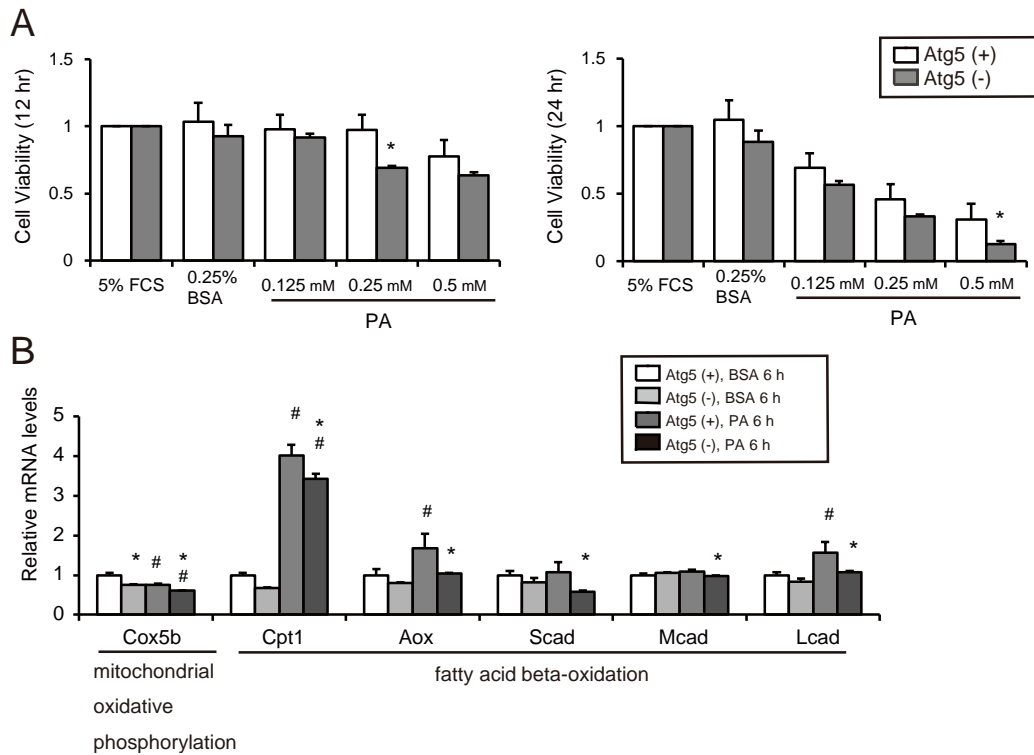 A
Cell Viability (12 hr)
1.5
1
0.5
0
5% FCS
0.25%
BSA
0.125 mM
0.25 mM
0.5 mM
PA
*
Cell Viability (24 hr)
1.5
1
0.5
0
5% FCS
0.25%
BSA
0.125 mM
0.25 mM
0.5 mM
PA
*
Atg5 (+)
Atg5 (-)
B
Atg5 (+), BSA 6 h
Atg5 (-), BSA 6 h
Atg5 (+), PA 6 h
Atg5 (-), PA 6 h
Relative mRNA levels
5
4
3
2
1
0
* # *
#
# *
#
# *
*
*
# *
Cox5b Cpt1 Aox Scad Mcad Lcad
mitochondrial
oxidative
phosphorylation
fatty acid beta-oxidation